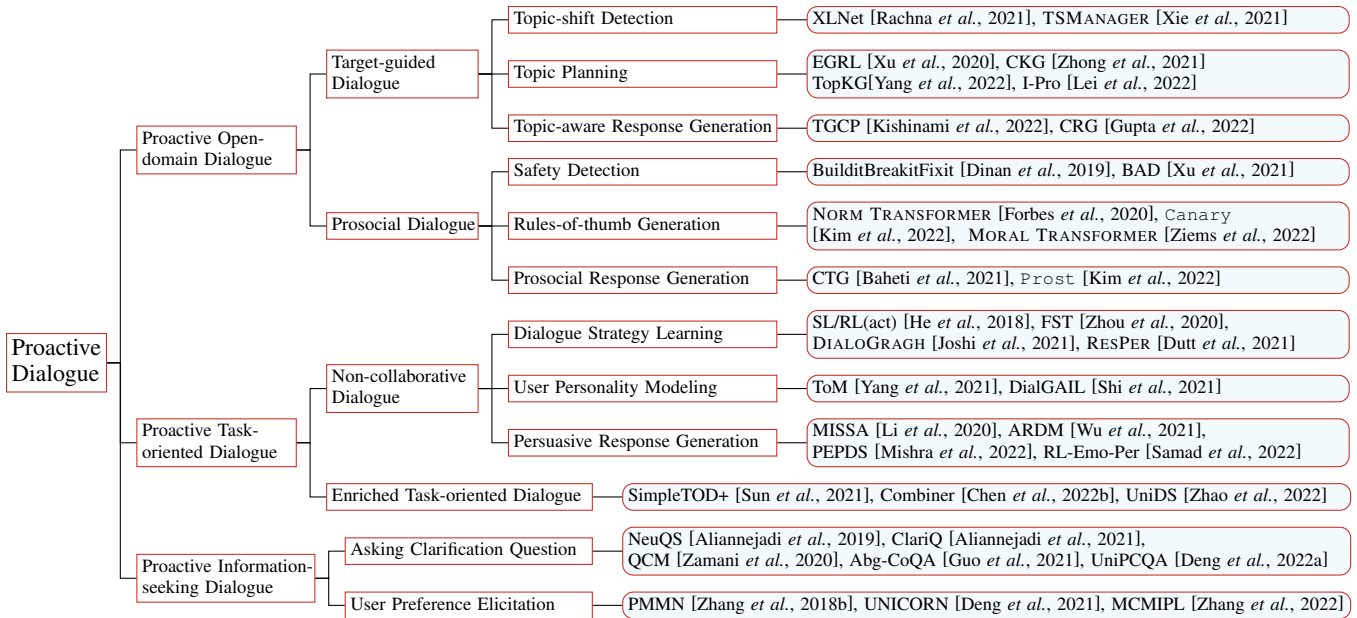 Proactive
Dialogue
Proactive Open-
domain Dialogue
Target-guided
Dialogue
Topic-shift Detection
XLNet [Rachna et al., 2021], TSMANAGER [Xie et al., 2021]
Topic Planning
EGRL [Xu et al., 2020], CKG [Zhong et al., 2021]
TopKG[Yang et al., 2022], I-Pro [Lei et al., 2022]
Topic-aware Response Generation
TGCP [Kishinami et al., 2022], CRG [Gupta et al., 2022]
Prosocial Dialogue
Safety Detection
BuilditBreakitFixit [Dinan et al., 2019], BAD [Xu et al., 2021]
Rules-of-thumb Generation
NORM TRANSFORMER [Forbes et al., 2020], Canary
[Kim et al., 2022], MORAL TRANSFORMER [Ziems et al., 2022]
Prosocial Response Generation
CTG [Baheti et al., 2021], Prost [Kim et al., 2022]
Proactive Task-
oriented Dialogue
Non-collaborative
Dialogue
Dialogue Strategy Learning
SL/RL(act) [He et al., 2018], FST [Zhou et al., 2020],
DIALOGRAGH [Joshi et al., 2021], RESPER [Dutt et al., 2021]
User Personality Modeling
ToM [Yang et al., 2021], DialGAIL [Shi et al., 2021]
Persuasive Response Generation
MISSA [Li et al., 2020], ARDM [Wu et al., 2021],
PEPDS [Mishra et al., 2022], RL-Emo-Per [Samad et al., 2022]
Enriched Task-oriented Dialogue
SimpleTOD+ [Sun et al., 2021], Combiner [Chen et al., 2022b], UniDS [Zhao et al., 2022]
Proactive Information-
seeking Dialogue
Asking Clarification Question
NeuQS [Aliannejadi et al., 2019], ClariQ [Aliannejadi et al., 2021],
QCM [Zamani et al., 2020], Abg-CoQA [Guo et al., 2021], UniPCQA [Deng et al., 2022a]
User Preference Elicitation
PMMN [Zhang et al., 2018b], UNICORN [Deng et al., 2021], MCMIPL [Zhang et al., 2022]